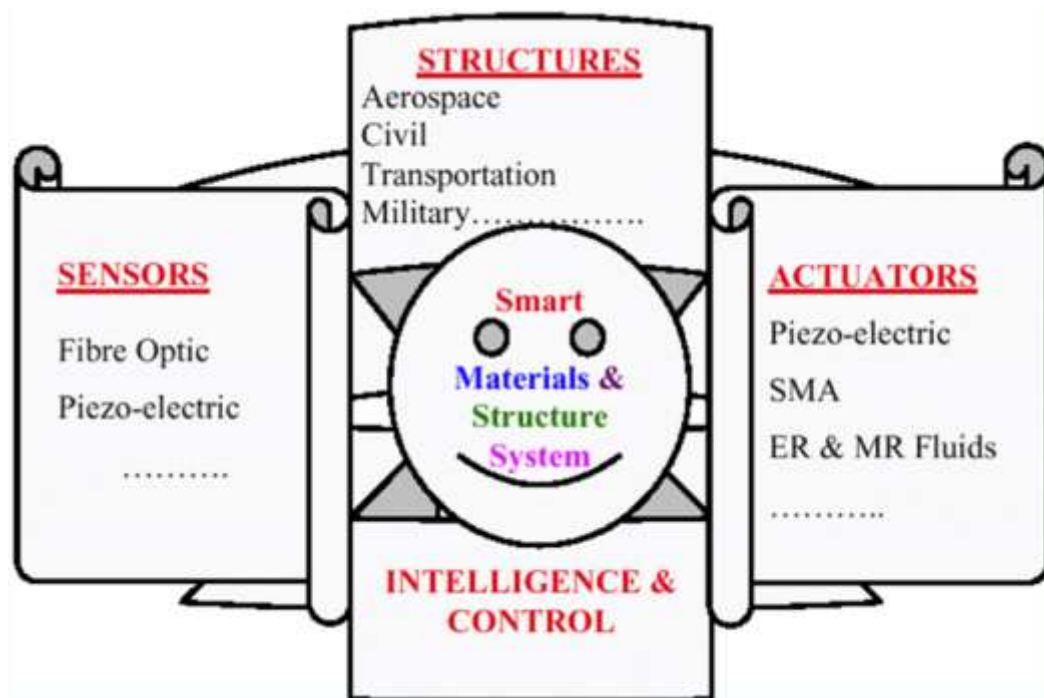 STRUCTURES
Aerospace
Civil
Transportation
Military……………….
SENSORS
Fibre Optic
Piezo-electric
……….
Smart
Materials &
Structure
System
ACTUATORS
Piezo-electric
SMA
ER & MR Fluids
………..
INTELLIGENCE &
CONTROL